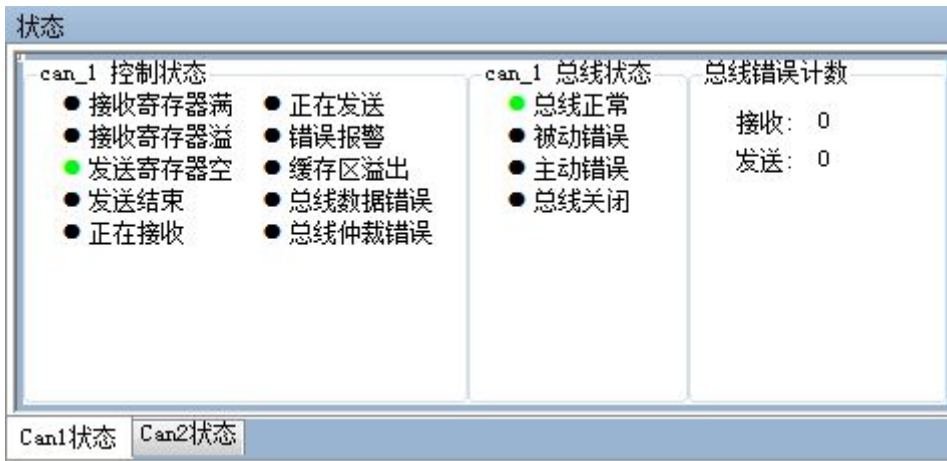 状态
can_1 控制状态
接收寄存器满
接收寄存器溢
发送寄存器空
发送结束
正在接收
正在发送
错误报警
缓存区溢出
总线数据错误
总线仲裁错误
can_1 总线状态
总线正常
被动错误
主动错误
总线关闭
总线错误计数
接收: 0
发送: 0
Can1状态
Can2状态